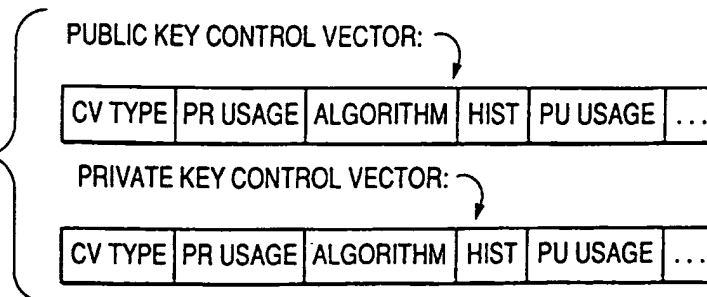 PUBLIC KEY CONTROL VECTOR:
CV TYPE PR USAGE ALGORITHM HIST PU USAGE ...
PRIVATE KEY CONTROL VECTOR:
CV TYPE PR USAGE ALGORITHM HIST PU USAGE ...